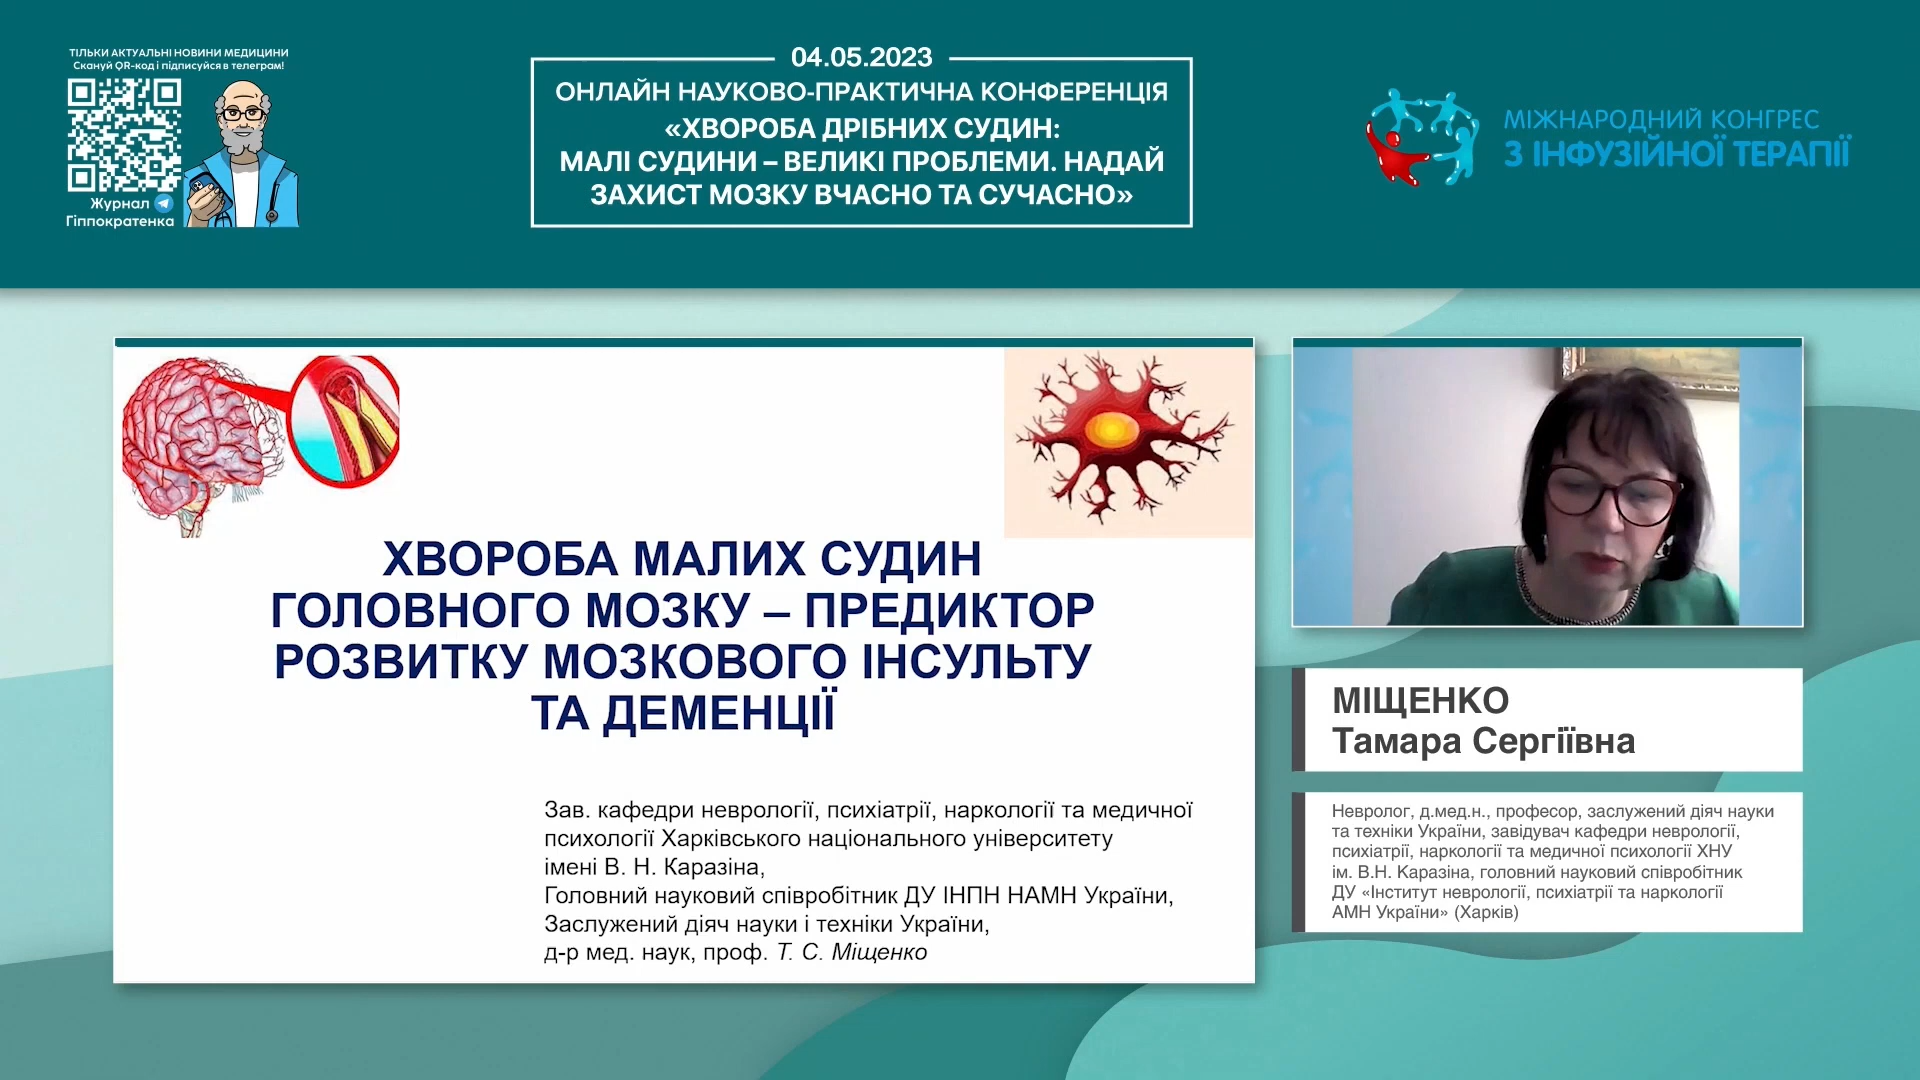 ТІЛЬКИ АКТУАЛЬНІ НОВИНИ МЕДИЦИНИ
Скануй QR-код і підписуйся в телеграм!
Журнал
Гіппократенка
04.05.2023
ОНЛАЙН НАУКОВО-ПРАКТИЧНА КОНФЕРЕНЦІЯ
«ХВОРОБА ДРІБНИХ СУДИН:
МАЛІ СУДИНИ – ВЕЛИКІ ПРОБЛЕМИ. НАДАЙ
ЗАХИСТ МОЗКУ ВЧАСНО ТА СУЧАСНО»
МІЖНАРОДНИЙ КОНГРЕС
З ІНФУЗІЙНОЇ ТЕРАПІЇ
ХВОРОБА МАЛИХ СУДИН
ГОЛОВНОГО МОЗКУ – ПРЕДИКТОР
РОЗВИТКУ МОЗКОВОГО ІНСУЛЬТУ
ТА ДЕМЕНЦІЇ
Зав. кафедри неврології, психіатрії, наркології та медичної
психології Харківського національного університету
імені В. Н. Каразіна,
Головний науковий співробітник ДУ ІНПН НАМН України,
Заслужений діяч науки і техніки України,
д-р мед. наук, проф. Т. С. Міщенко
МІЩЕНКО
Тамара Сергіївна
Невролог, д.мед.н., професор, заслужений діяч науки
та техніки України, завідувач кафедри неврології,
психіатрії, наркології та медичної психології ХНУ
ім. В.Н. Каразіна, головний науковий співробітник
ДУ «Інститут неврології, психіатрії та наркології
АМН України» (Харків)